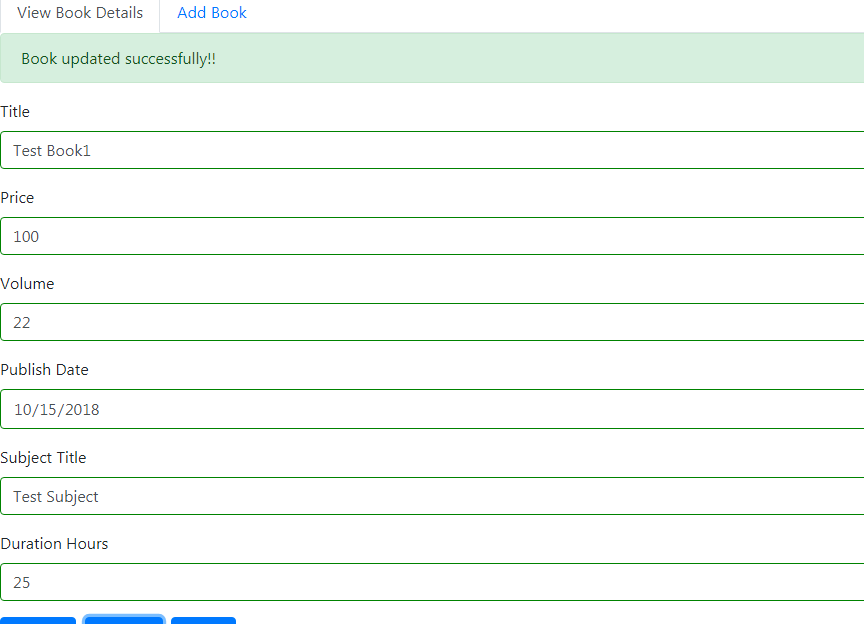 View Book Details Add Book
Book updated successfully!!
Title
Test Book1
Price
100
Volume
22
Publish Date
10/15/2018
Subject Title
Test Subject
Duration Hours
25